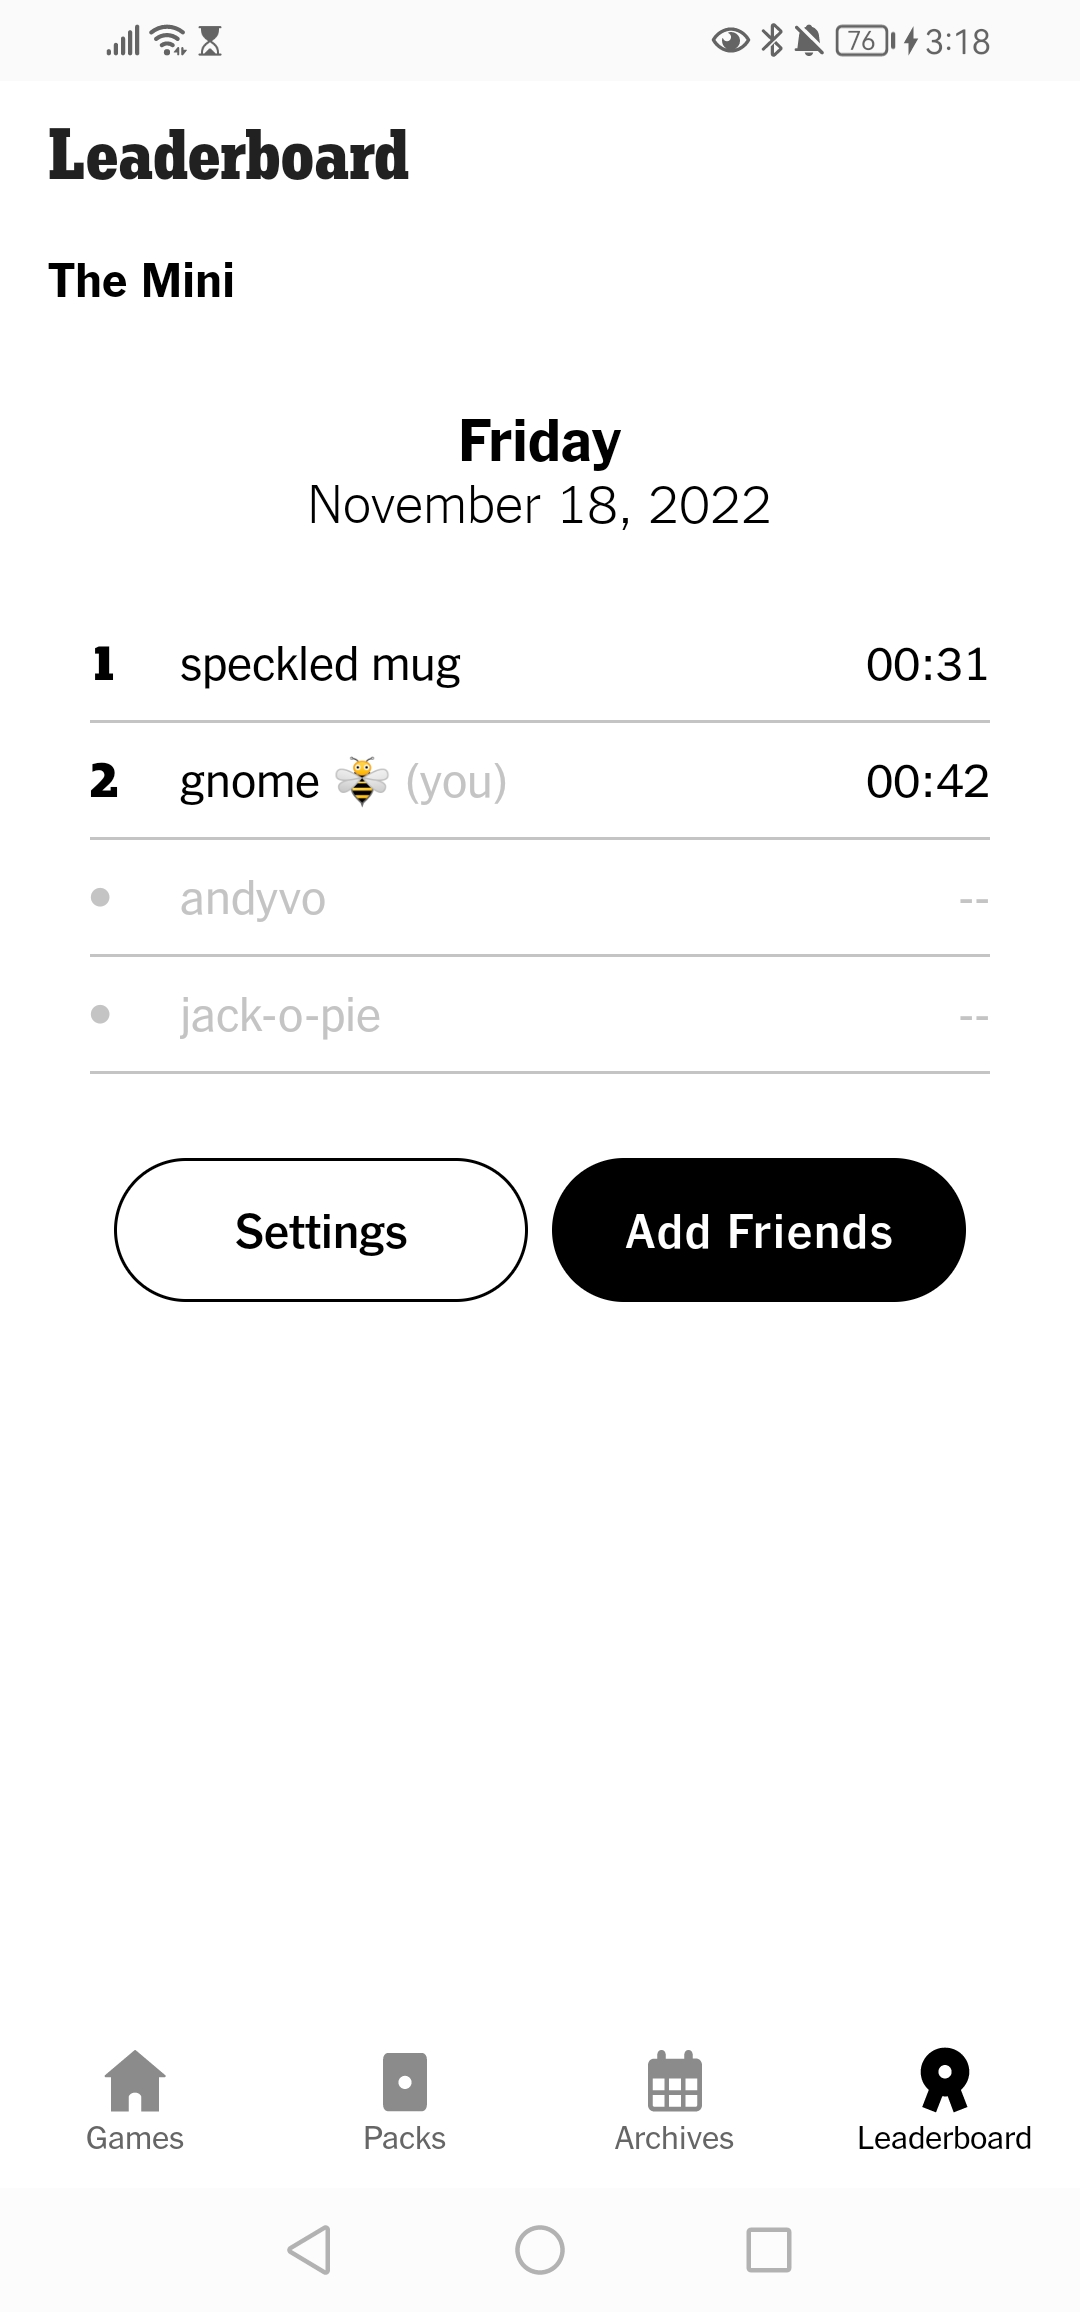 76 3:18
Leaderboard
The Mini
Friday
November 18, 2022
1 speckled mug 00:31
2 gnome 🐝 (you) 00:42
• andyvo --
• jack-o-pie --
Settings Add Friends
Games Packs Archives Leaderboard